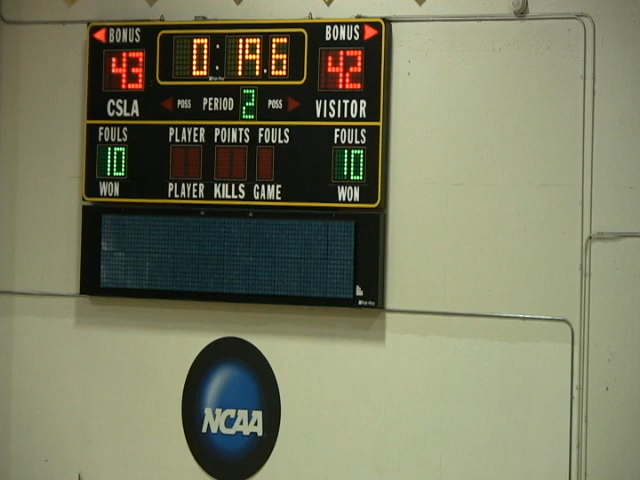 BONUS BONUS
43 0:19.6 42
CSLA POSS PERIOD 2 POSS VISITOR
FOULS PLAYER POINTS FOULS FOULS
10 10
WON PLAYER KILLS GAME WON
NCAA